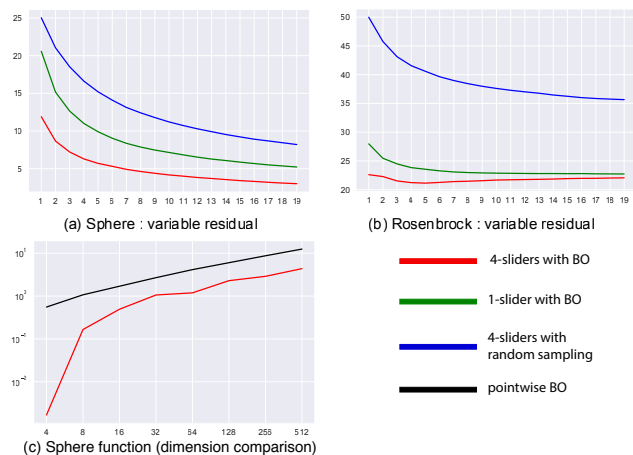 25
20
15
10
5
1 2 3 4 5 6 7 8 9 10 11 12 13 14 15 16 17 18 19
(a) Sphere : variable residual
50
45
40
35
30
25
20
1 2 3 4 5 6 7 8 9 10 11 12 13 14 15 16 17 18 19
(b) Rosenbrock : variable residual
4 8 16 32 64 128 256 512
(c) Sphere function (dimension comparison)
4-sliders with BO
1-slider with BO
4-sliders with
random sampling
pointwise BO